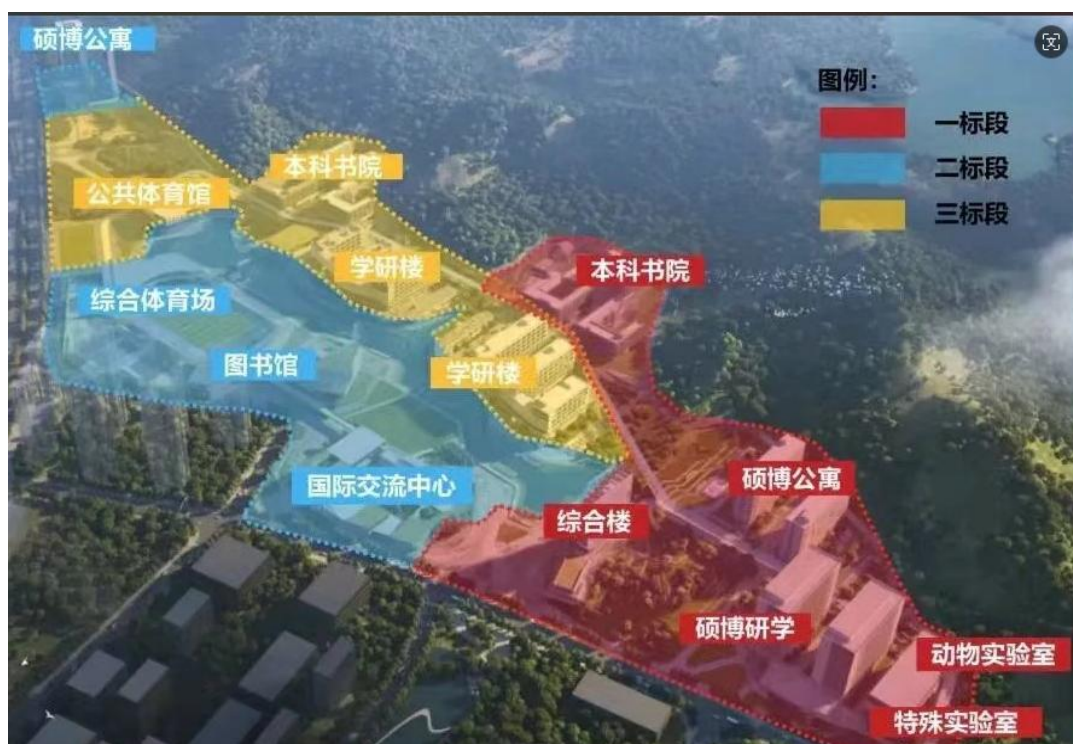 硕博公寓
图例：
一标段
二标段
三标段
本科书院
公共体育馆
学研楼
本科书院
综合体育场
图书馆
学研楼
硕博公寓
国际交流中心
综合楼
硕博研学
动物实验室
特殊实验室